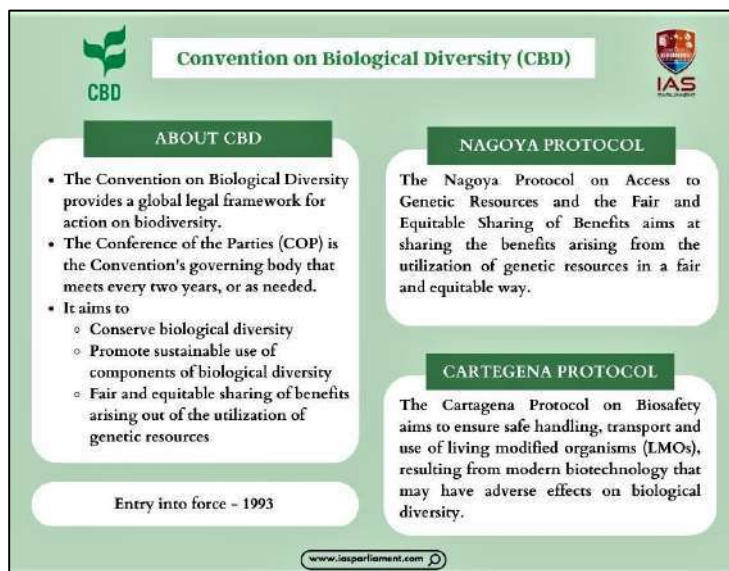 Convention on Biological Diversity (CBD)
CBD
IAS
PARLIAMENT
ABOUT CBD
• The Convention on Biological Diversity
provides a global legal framework for
action on biodiversity.
• The Conference of the Parties (COP) is
the Convention's governing body that
meets every two years, or as needed.
• It aims to
◦ Conserve biological diversity
◦ Promote sustainable use of
components of biological diversity
◦ Fair and equitable sharing of benefits
arising out of the utilization of
genetic resources
Entry into force - 1993
NAGOYA PROTOCOL
The Nagoya Protocol on Access to
Genetic Resources and the Fair and
Equitable Sharing of Benefits aims at
sharing the benefits arising from the
utilization of genetic resources in a fair
and equitable way.
CARTEGENA PROTOCOL
The Cartagena Protocol on Biosafety
aims to ensure safe handling, transport and
use of living modified organisms (LMOs),
resulting from modern biotechnology that
may have adverse effects on biological
diversity.
www.iasparliament.com